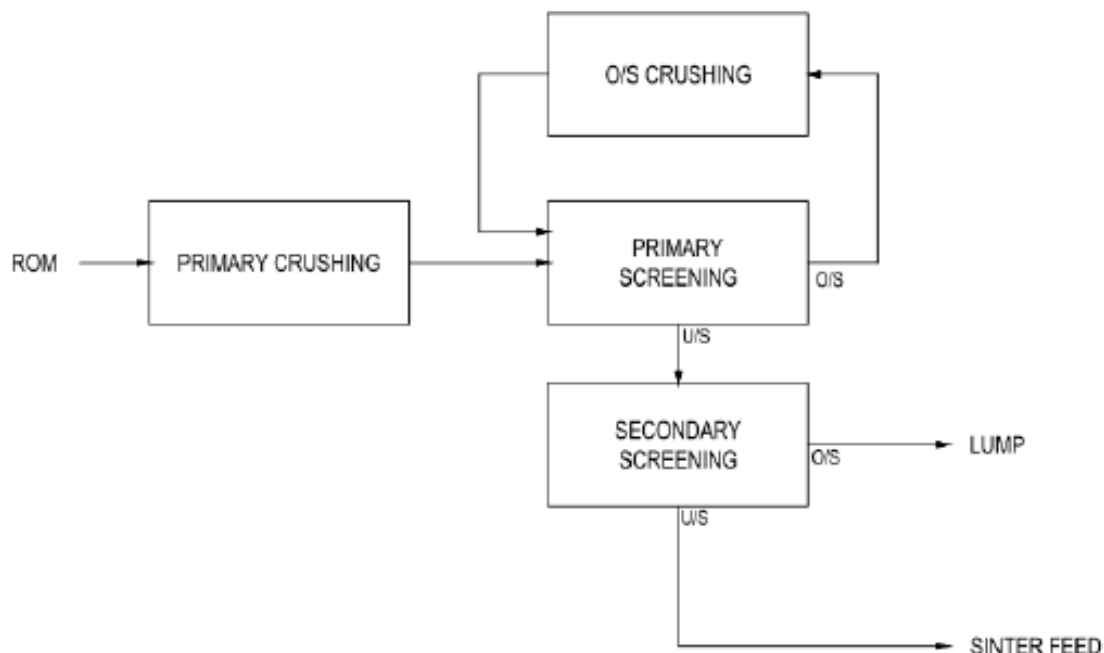 O/S CRUSHING
ROM
PRIMARY CRUSHING
PRIMARY
SCREENING
O/S
U/S
SECONDARY
SCREENING
O/S
LUMP
U/S
SINTER FEED